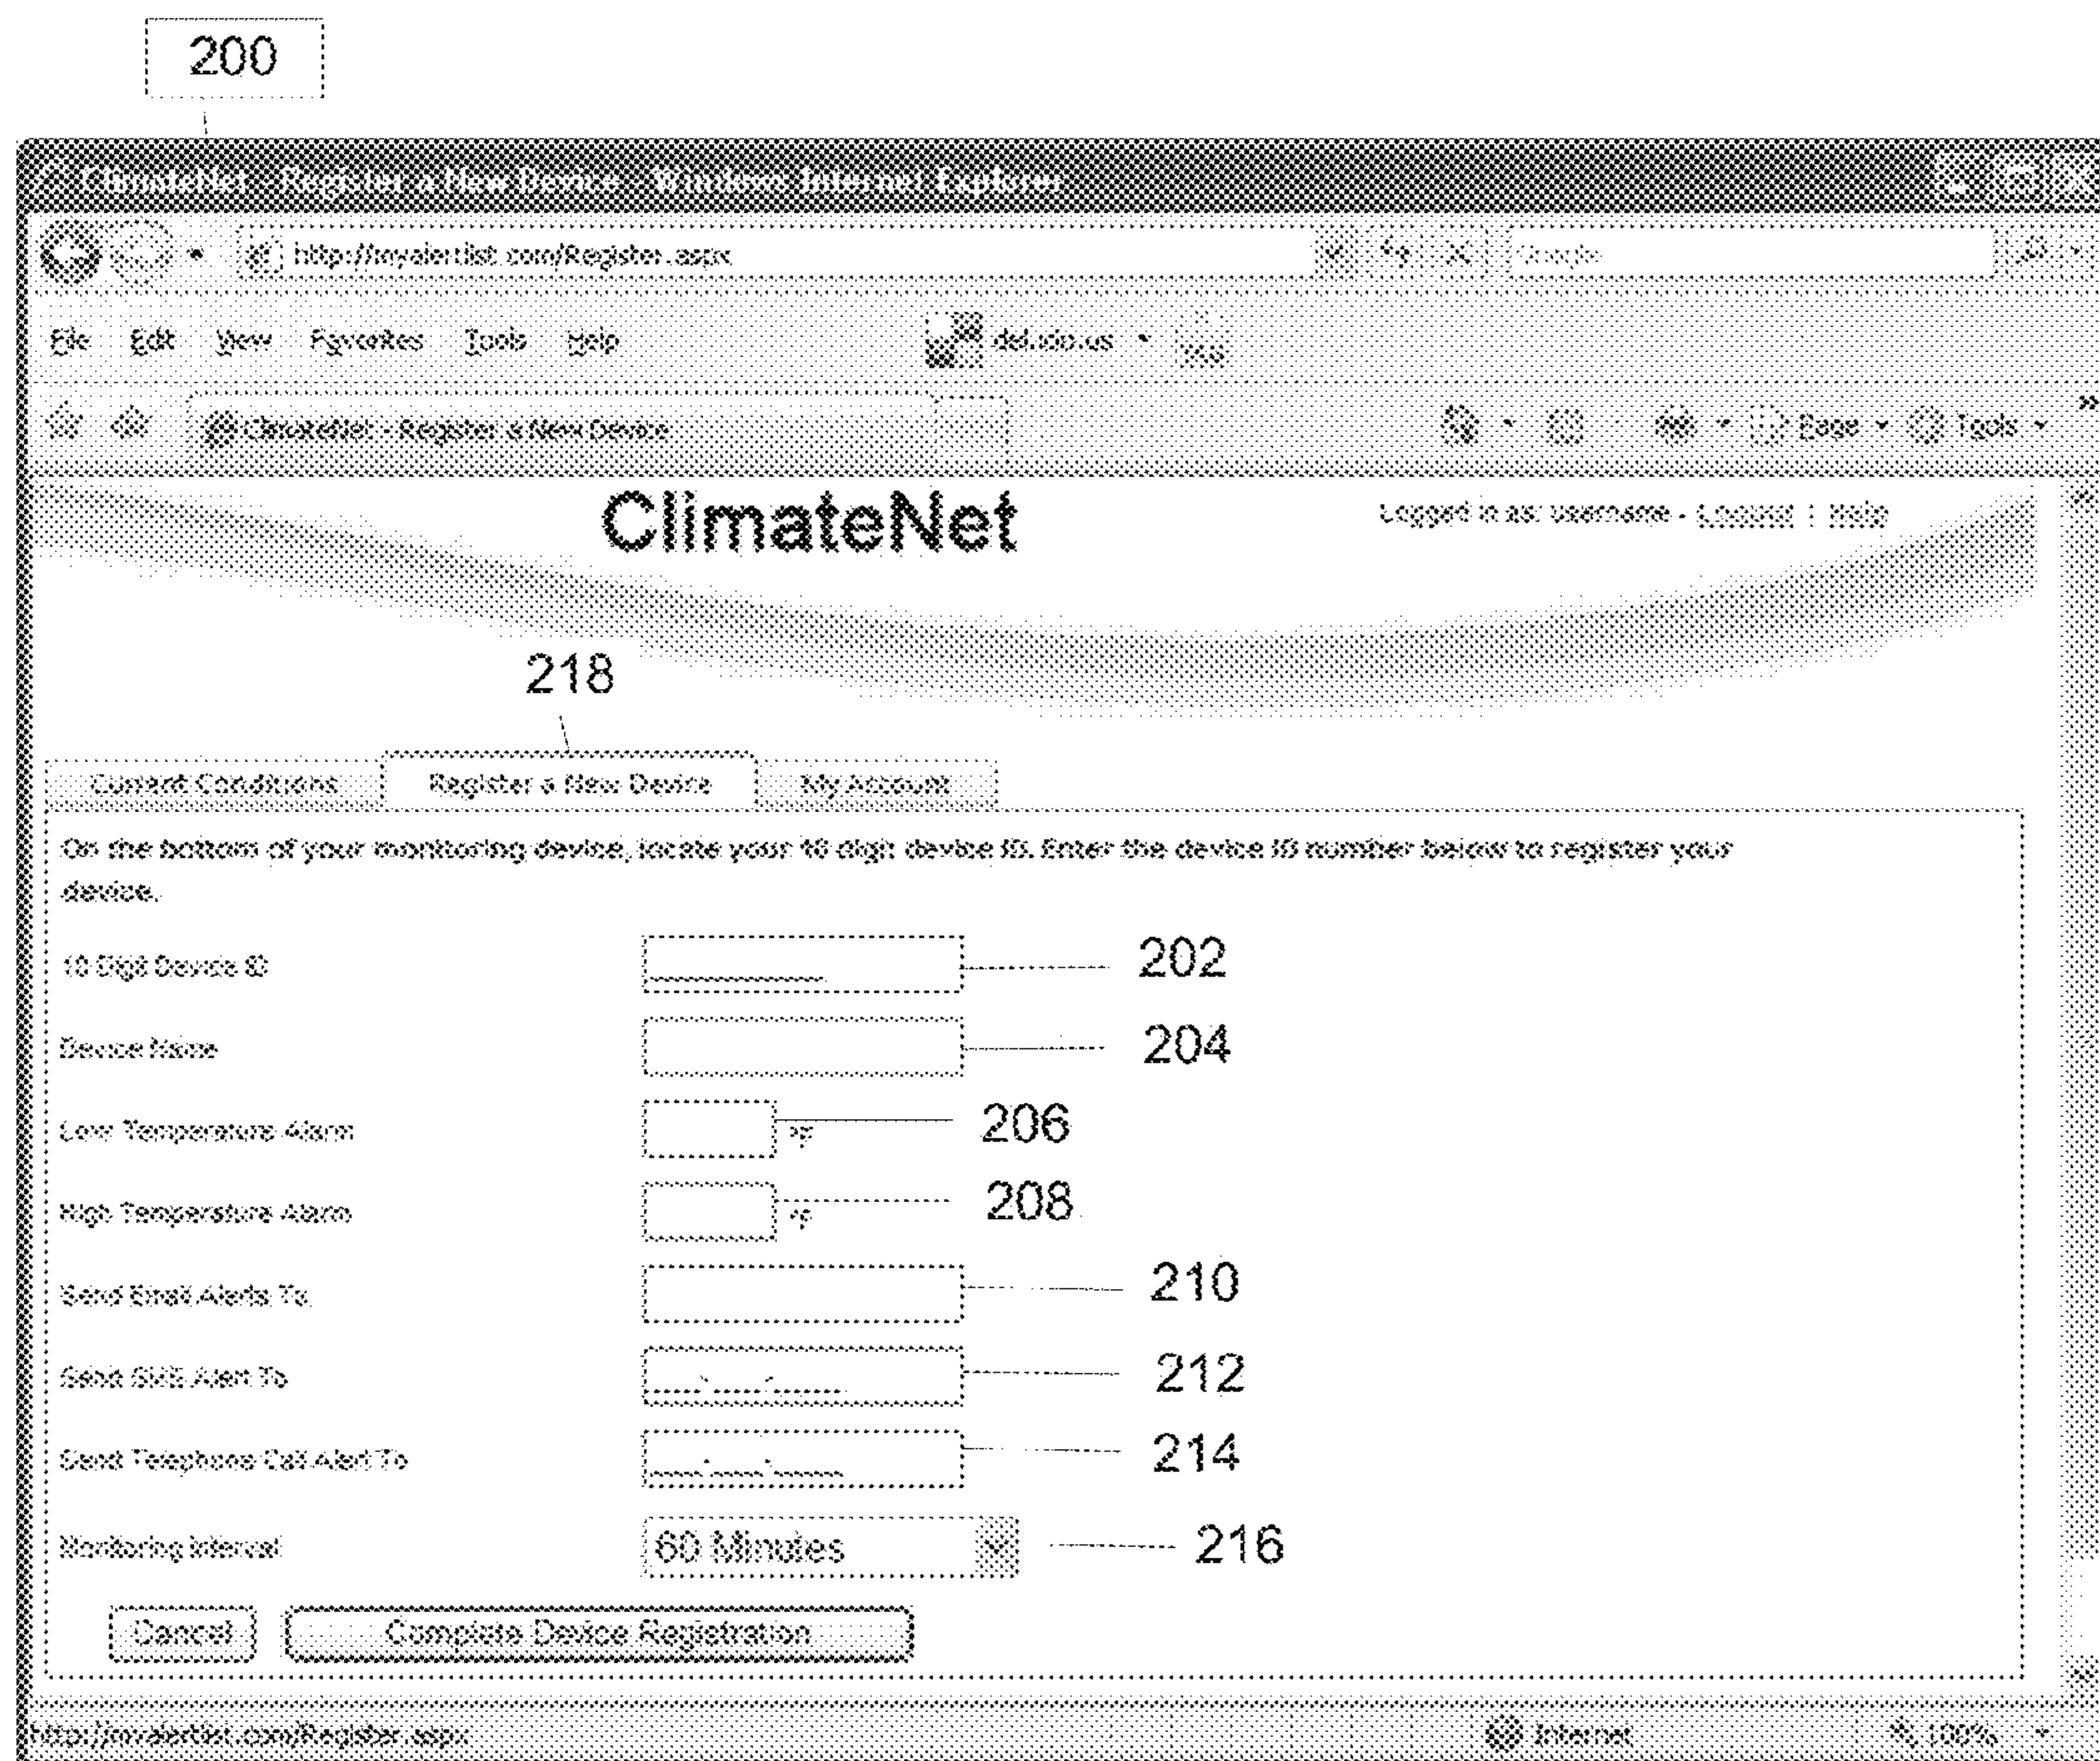 200
ClimateNet - Register a New Device - Windows Internet Explorer
http://myalertlist.com/Register.aspx Google
File Edit View Favorites Tools Help del.icio.us
ClimateNet - Register a New Device Page Tools »
ClimateNet
Logged in as: username - Logout | Help
218
Current Conditions Register a New Device My Account
On the bottom of your monitoring device, locate your 10 digit device ID. Enter the device ID number below to register your
device.
10 Digit Device ID 202
Device Name 204
Low Temperature Alarm °F 206
High Temperature Alarm °F 208
Send Email Alerts To 210
Send SMS Alert To 212
Send Telephone Call Alert To 214
Monitoring Interval 60 Minutes 216
Cancel Complete Device Registration
http://myalertlist.com/Register.aspx Internet 100%